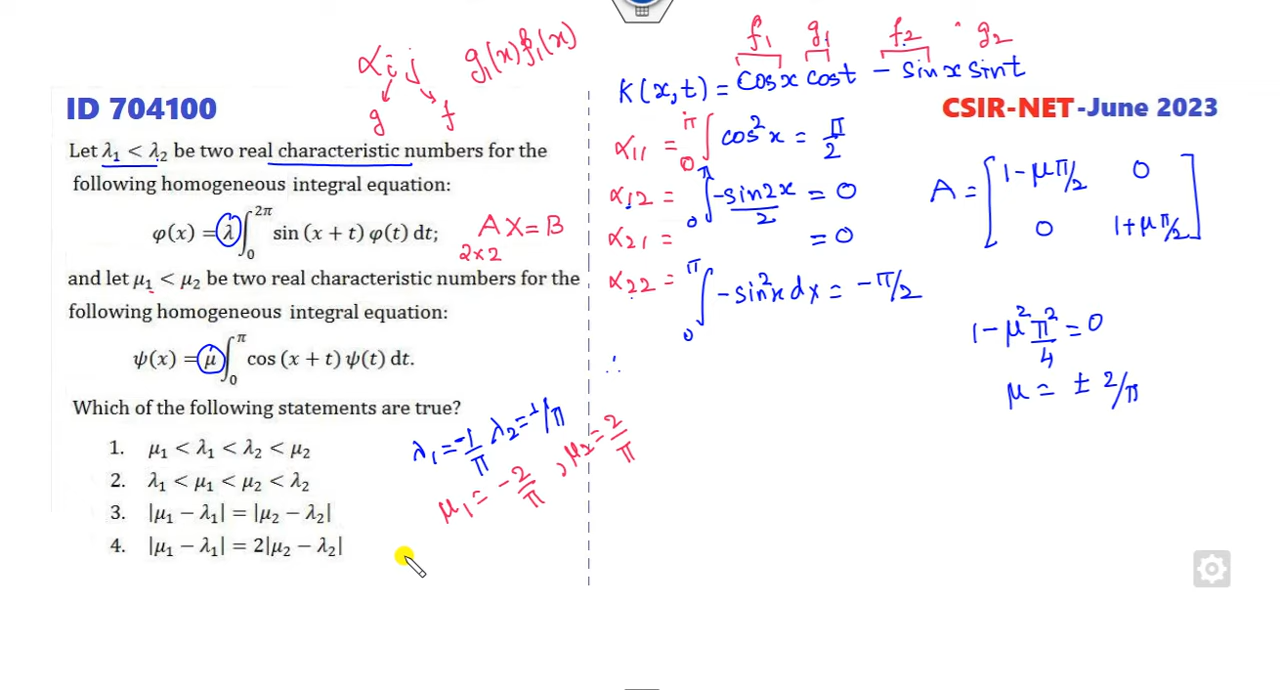 αij g₁(x)f₁(x)
g f
f₁ g₁ f₂ g₂
K(x,t) = cosx cost − sinx sint
ID 704100
CSIR-NET-June 2023
Let λ₁ < λ₂ be two real characteristic numbers for the
following homogeneous integral equation:
φ(x) = λ ∫₀^{2π} sin (x + t) φ(t) dt;
AX=B
2x2
and let μ₁ < μ₂ be two real characteristic numbers for the
following homogeneous integral equation:
ψ(x) = μ ∫₀^{π} cos (x + t) ψ(t) dt.
Which of the following statements are true?
1. μ₁ < λ₁ < λ₂ < μ₂
2. λ₁ < μ₁ < μ₂ < λ₂
3. |μ₁ − λ₁| = |μ₂ − λ₂|
4. |μ₁ − λ₁| = 2|μ₂ − λ₂|
λ₁ = -1/π λ₂ = +1/π
μ₁ = -2/π , μ₂ = 2/π
α₁₁ = ∫₀^π cos²x = π/2
α₁₂ = ∫₀^π -sin2x/2 = 0
α₂₁ = = 0
α₂₂ = ∫₀^π -sin²x dx = -π/2
∴
A = [1-μπ/2 0
0 1+μπ/2]
1-μ²π²/4 = 0
μ = ± 2/π